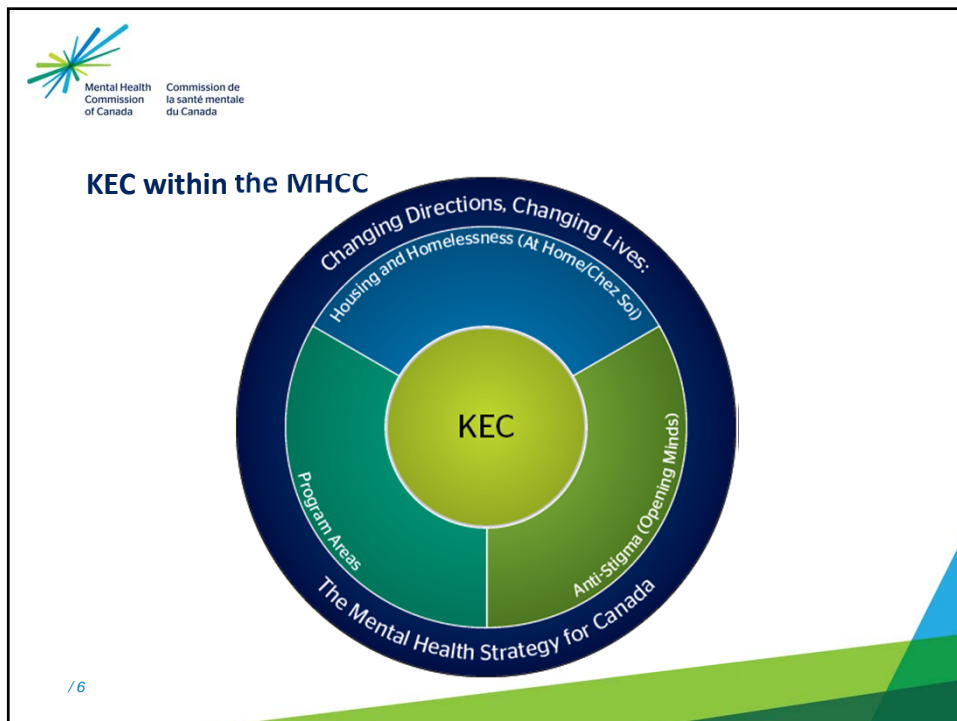 Mental Health Commission of Canada
Commission de la santé mentale du Canada
KEC within the MHCC
Changing Directions, Changing Lives:
Housing and Homelessness (At Home/Chez Soi)
KEC
Program Areas
Anti-Stigma (Opening Minds)
The Mental Health Strategy for Canada
/ 6